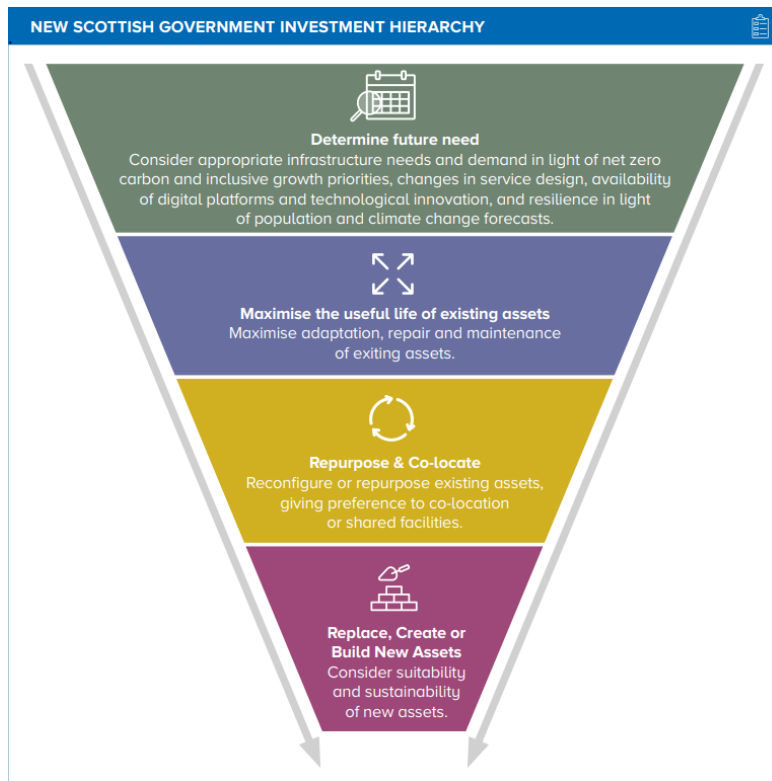 NEW SCOTTISH GOVERNMENT INVESTMENT HIERARCHY
Determine future need
Consider appropriate infrastructure needs and demand in light of net zero
carbon and inclusive growth priorities, changes in service design, availability
of digital platforms and technological innovation, and resilience in light
of population and climate change forecasts.
Maximise the useful life of existing assets
Maximise adaptation, repair and maintenance
of exiting assets.
Repurpose & Co-locate
Reconfigure or repurpose existing assets,
giving preference to co-location
or shared facilities.
Replace, Create or
Build New Assets
Consider suitability
and sustainability
of new assets.